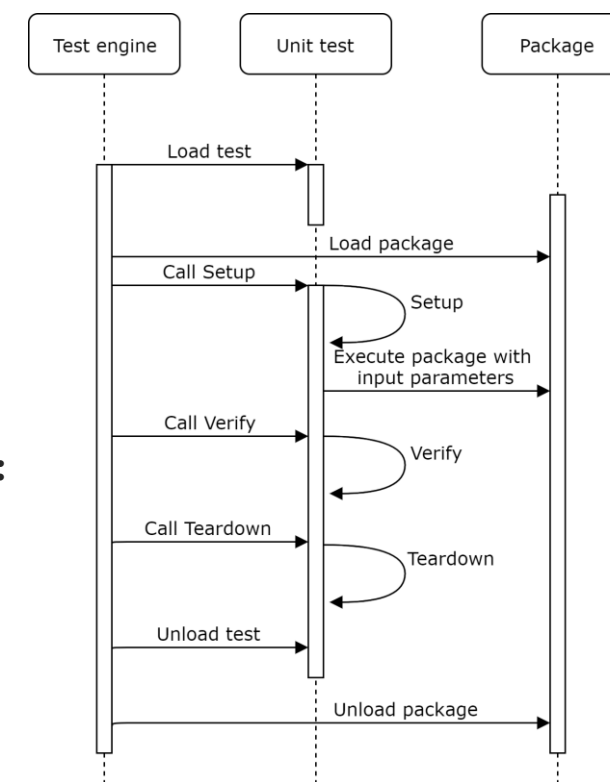 Test engine
Unit test
Package
Load test
Load package
Call Setup
Setup
Execute package with
input parameters
Call Verify
Verify
:
Call Teardown
Teardown
Unload test
Unload package